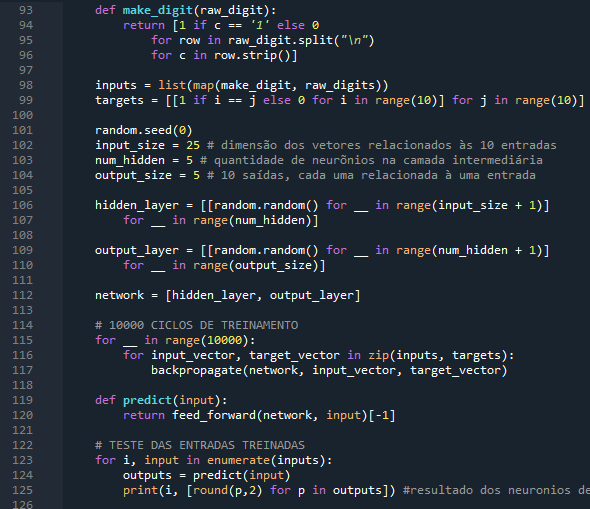 93 def make_digit(raw_digit):
94 return [1 if c == '1' else 0
95 for row in raw_digit.split("\n")
96 for c in row.strip()]
97
98 inputs = list(map(make_digit, raw_digits))
99 targets = [[1 if i == j else 0 for i in range(10)] for j in range(10)]
100
101 random.seed(0)
102 input_size = 25 # dimensão dos vetores relacionados às 10 entradas
103 num_hidden = 5 # quantidade de neurõnios na camada intermediária
104 output_size = 5 # 10 saídas, cada uma relacionada à uma entrada
105
106 hidden_layer = [[random.random() for __ in range(input_size + 1)]
107 for __ in range(num_hidden)]
108
109 output_layer = [[random.random() for __ in range(num_hidden + 1)]
110 for __ in range(output_size)]
111
112 network = [hidden_layer, output_layer]
113
114 # 10000 CICLOS DE TREINAMENTO
115 for __ in range(10000):
116 for input_vector, target_vector in zip(inputs, targets):
117 backpropagate(network, input_vector, target_vector)
118
119 def predict(input):
120 return feed_forward(network, input)[-1]
121
122 # TESTE DAS ENTRADAS TREINADAS
123 for i, input in enumerate(inputs):
124 outputs = predict(input)
125 print(i, [round(p,2) for p in outputs]) #resultado dos neuronios de
126